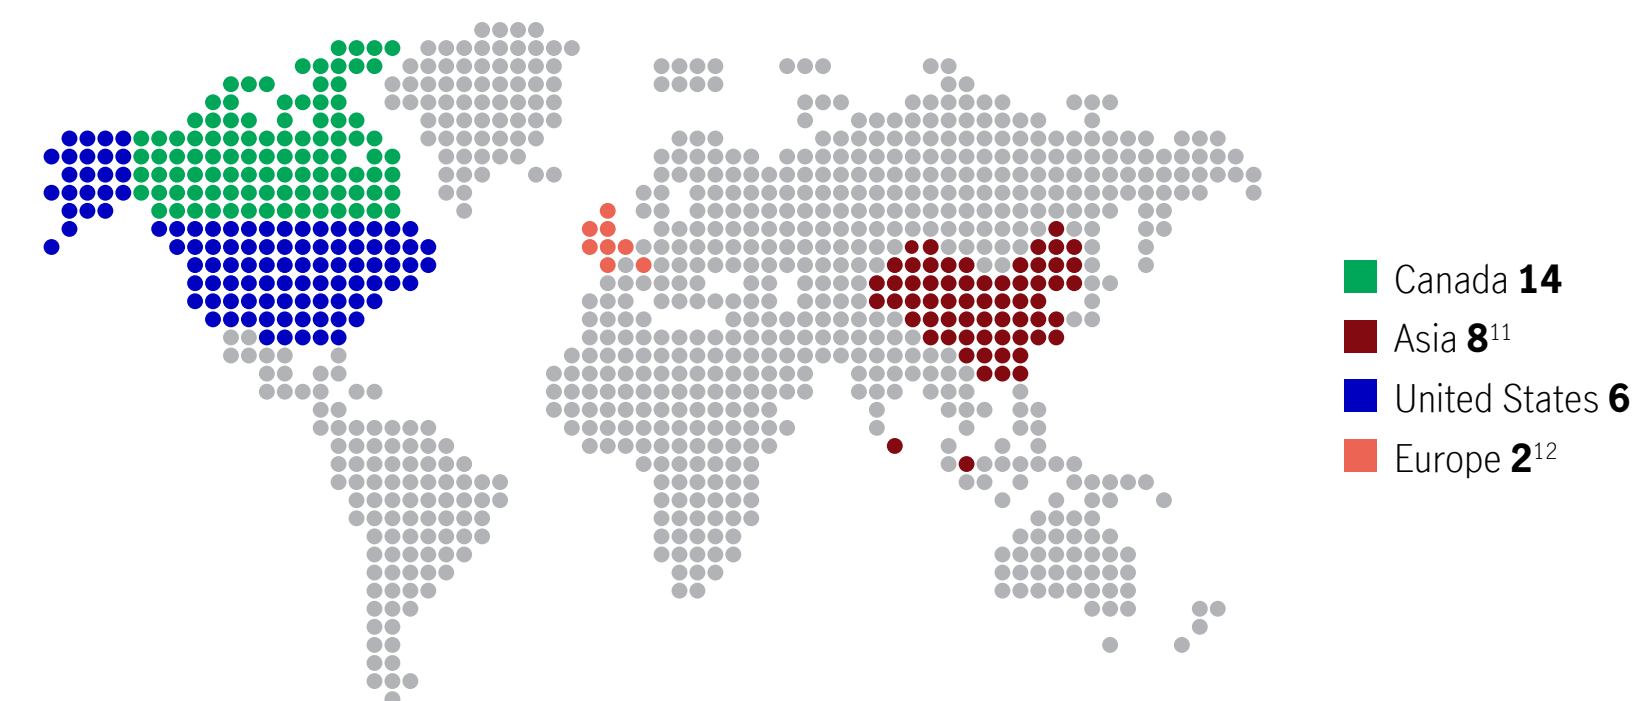 Canada 14
Asia 8¹¹
United States 6
Europe 2¹²